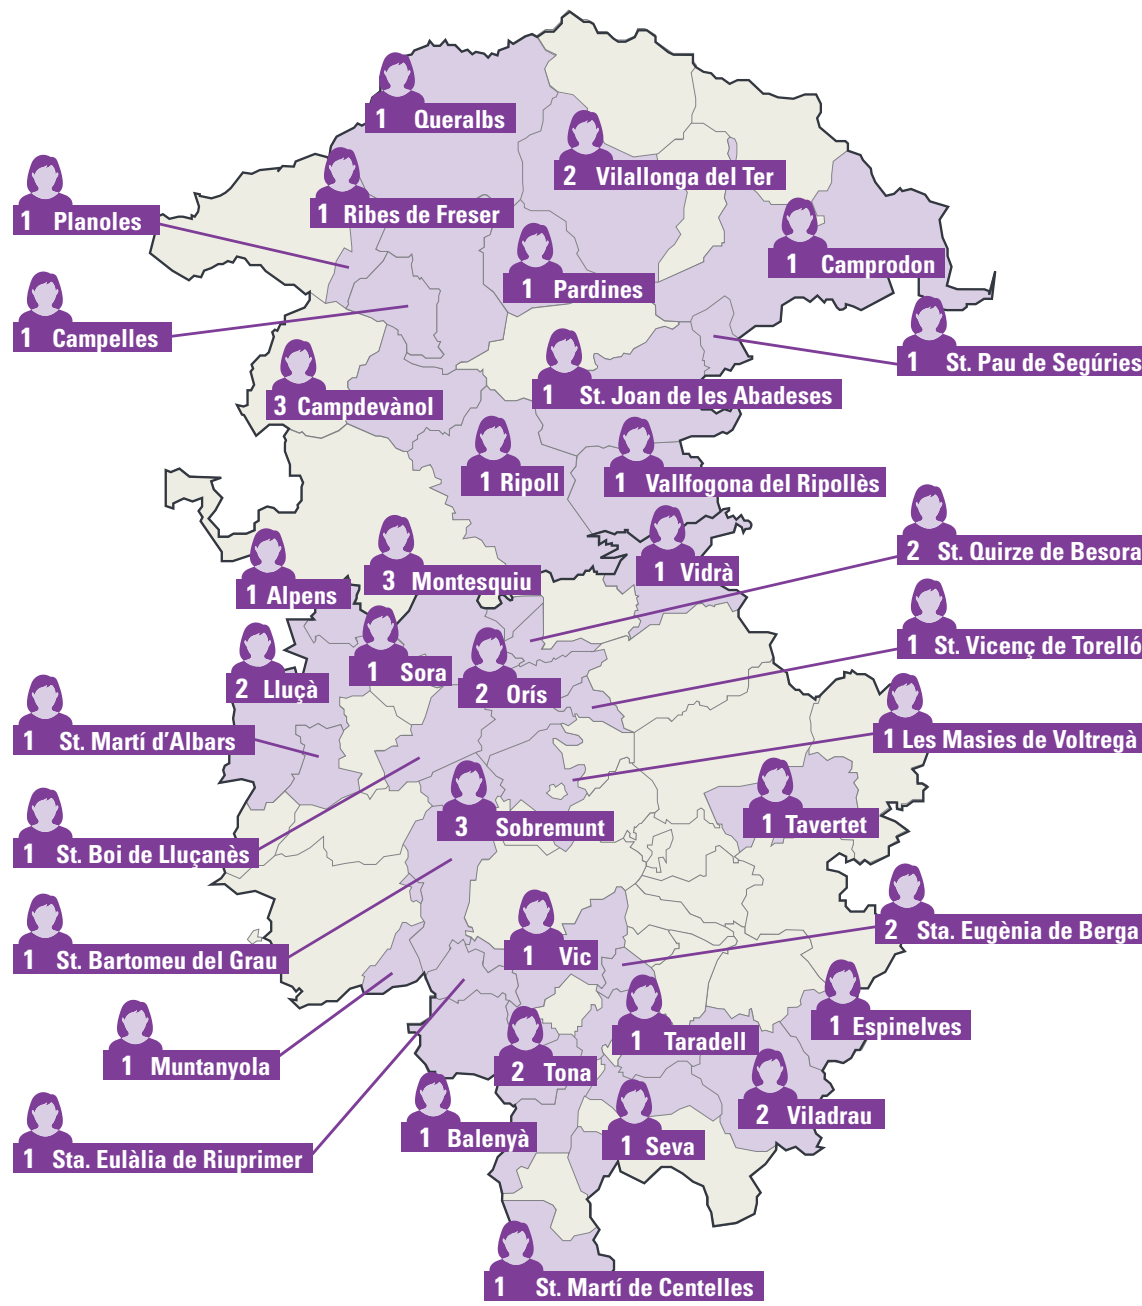 1 Queralbs
2 Vilallonga del Ter
1 Planoles
1 Ribes de Freser
1 Camprodon
1 Pardines
1 Campelles
1 St. Pau de Segúries
1 St. Joan de les Abadeses
3 Campdevànol
1 Ripoll
1 Vallfogona del Ripollès
2 St. Quirze de Besora
1 Vidrà
3 Montesquiu
1 Alpens
1 St. Vicenç de Torelló
1 Sora
2 Lluçà
2 Orís
1 St. Martí d'Albars
1 Les Masies de Voltregà
3 Sobremunt
1 Tavertet
1 St. Boi de Lluçanès
2 Sta. Eugènia de Berga
1 Vic
1 St. Bartomeu del Grau
1 Espinelves
1 Taradell
1 Muntanyola
2 Tona
2 Viladrau
1 Balenyà
1 Seva
1 Sta. Eulàlia de Riuprimer
1 St. Martí de Centelles